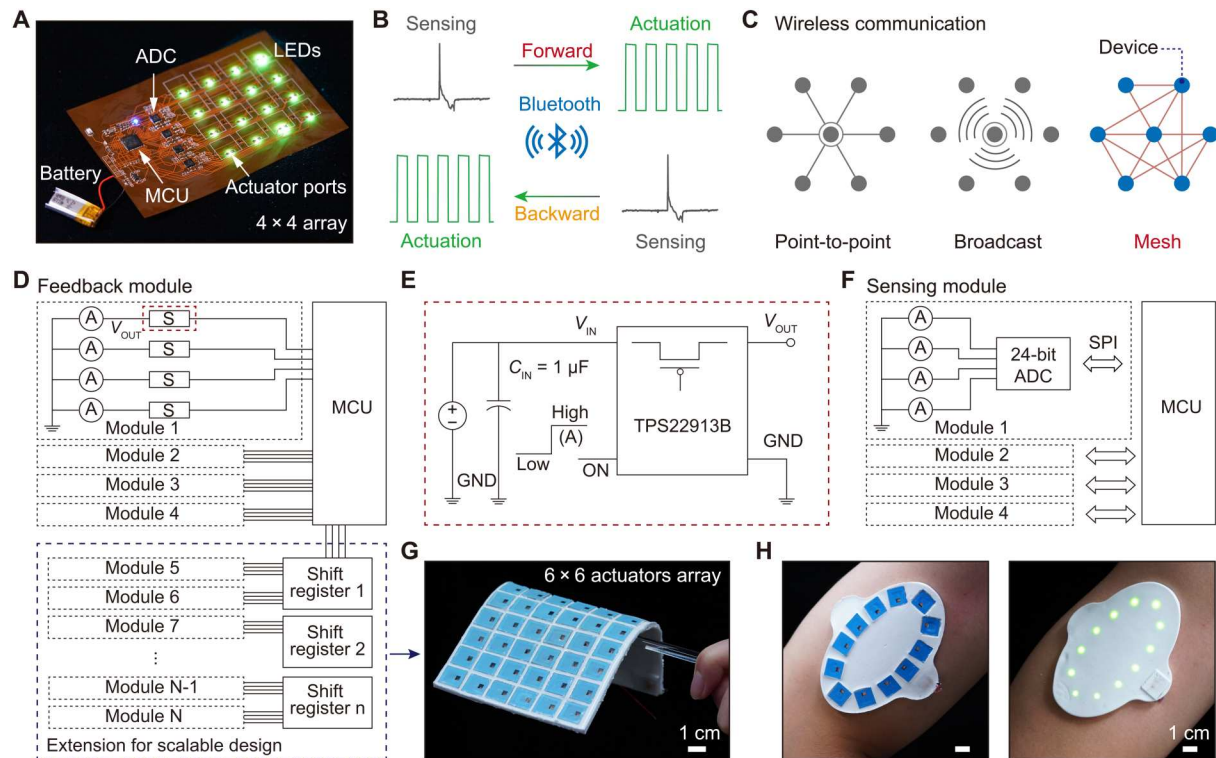 A
ADC
LEDs
Battery
MCU
Actuator ports
4 × 4 array
B
Sensing
Actuation
Forward
Bluetooth
Backward
Actuation
Sensing
C
Wireless communication
Device
Point-to-point
Broadcast
Mesh
D
Feedback module
A
S
V_OUT
A
S
A
S
A
S
Module 1
MCU
Module 2
Module 3
Module 4
Module 5
Module 6
Shift
register 1
Module 7
Shift
register 2
⋮
Module N-1
Module N
Shift
register n
Extension for scalable design
E
V_IN
V_OUT
C_IN = 1 μF
+
−
High
(A)
Low
ON
TPS22913B
GND
GND
F
Sensing module
A
A
A
A
24-bit
ADC
SPI
MCU
Module 1
Module 2
Module 3
Module 4
G
6 × 6 actuators array
1 cm
H
1 cm